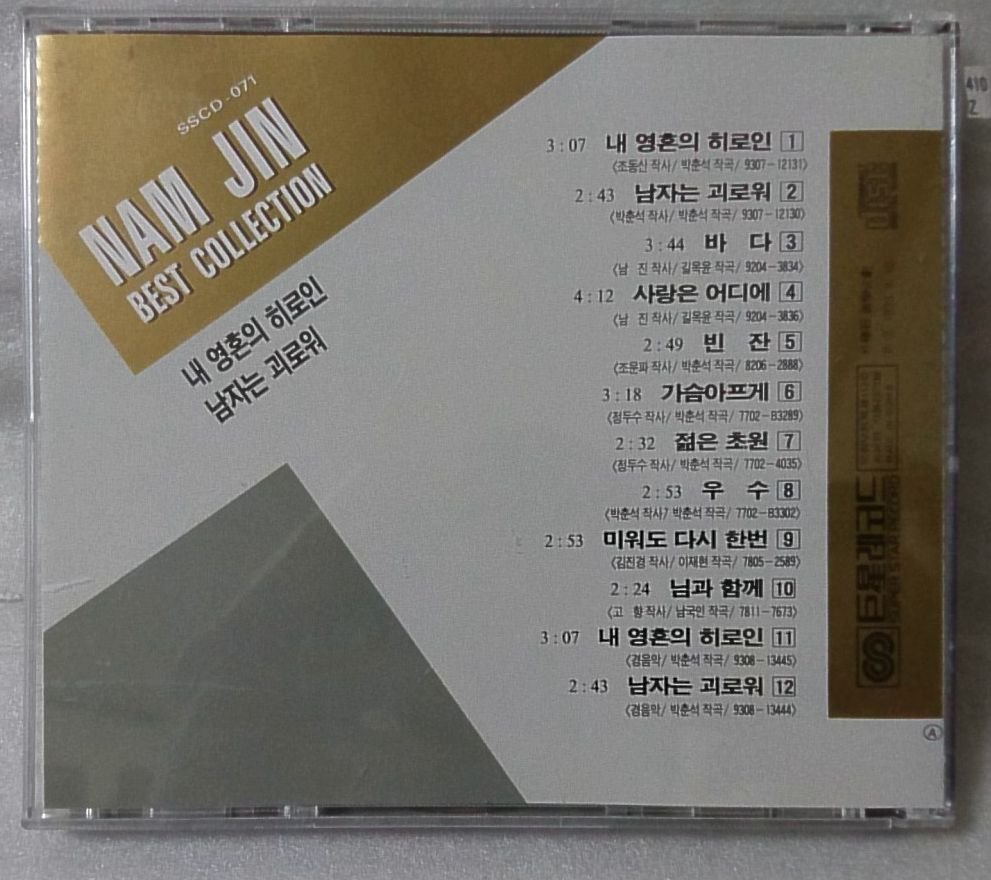 SSCD-071
NAM JIN
BEST COLLECTION
내 영혼의 히로인
남자는 괴로워
3:07 내 영혼의 히로인 1
〈조동산 작사/ 박춘석 작곡/ 9307-12131〉
2:43 남자는 괴로워 2
〈박춘석 작사/ 박춘석 작곡/ 9307-12130〉
3:44 바 다 3
〈남 진 작사/ 길옥윤 작곡/ 9204-3834〉
4:12 사랑은 어디에 4
〈남 진 작사/ 길옥윤 작곡/ 9204-3836〉
2:49 빈 잔 5
〈조운파 작사/ 박춘석 작곡/ 8206-2888〉
3:18 가슴아프게 6
〈정두수 작사/ 박춘석 작곡/ 7702-B3289〉
2:32 젊은 초원 7
〈정두수 작사/ 박춘석 작곡/ 7702-4035〉
2:53 우 수 8
〈박춘석 작사/ 박춘석 작곡/ 7702-B3302〉
2:53 미워도 다시 한번 9
〈김진경 작사/ 이재현 작곡/ 7805-2589〉
2:24 님과 함께 10
〈고 향 작사/ 남국인 작곡/ 7811-7673〉
3:07 내 영혼의 히로인 11
〈경음악/ 박춘석 작곡/ 9308-13445〉
2:43 남자는 괴로워 12
〈경음악/ 박춘석 작곡/ 9308-13444〉
disc
巨星레코드
SUPER STAR RECORD
Ⓐ
410
Z